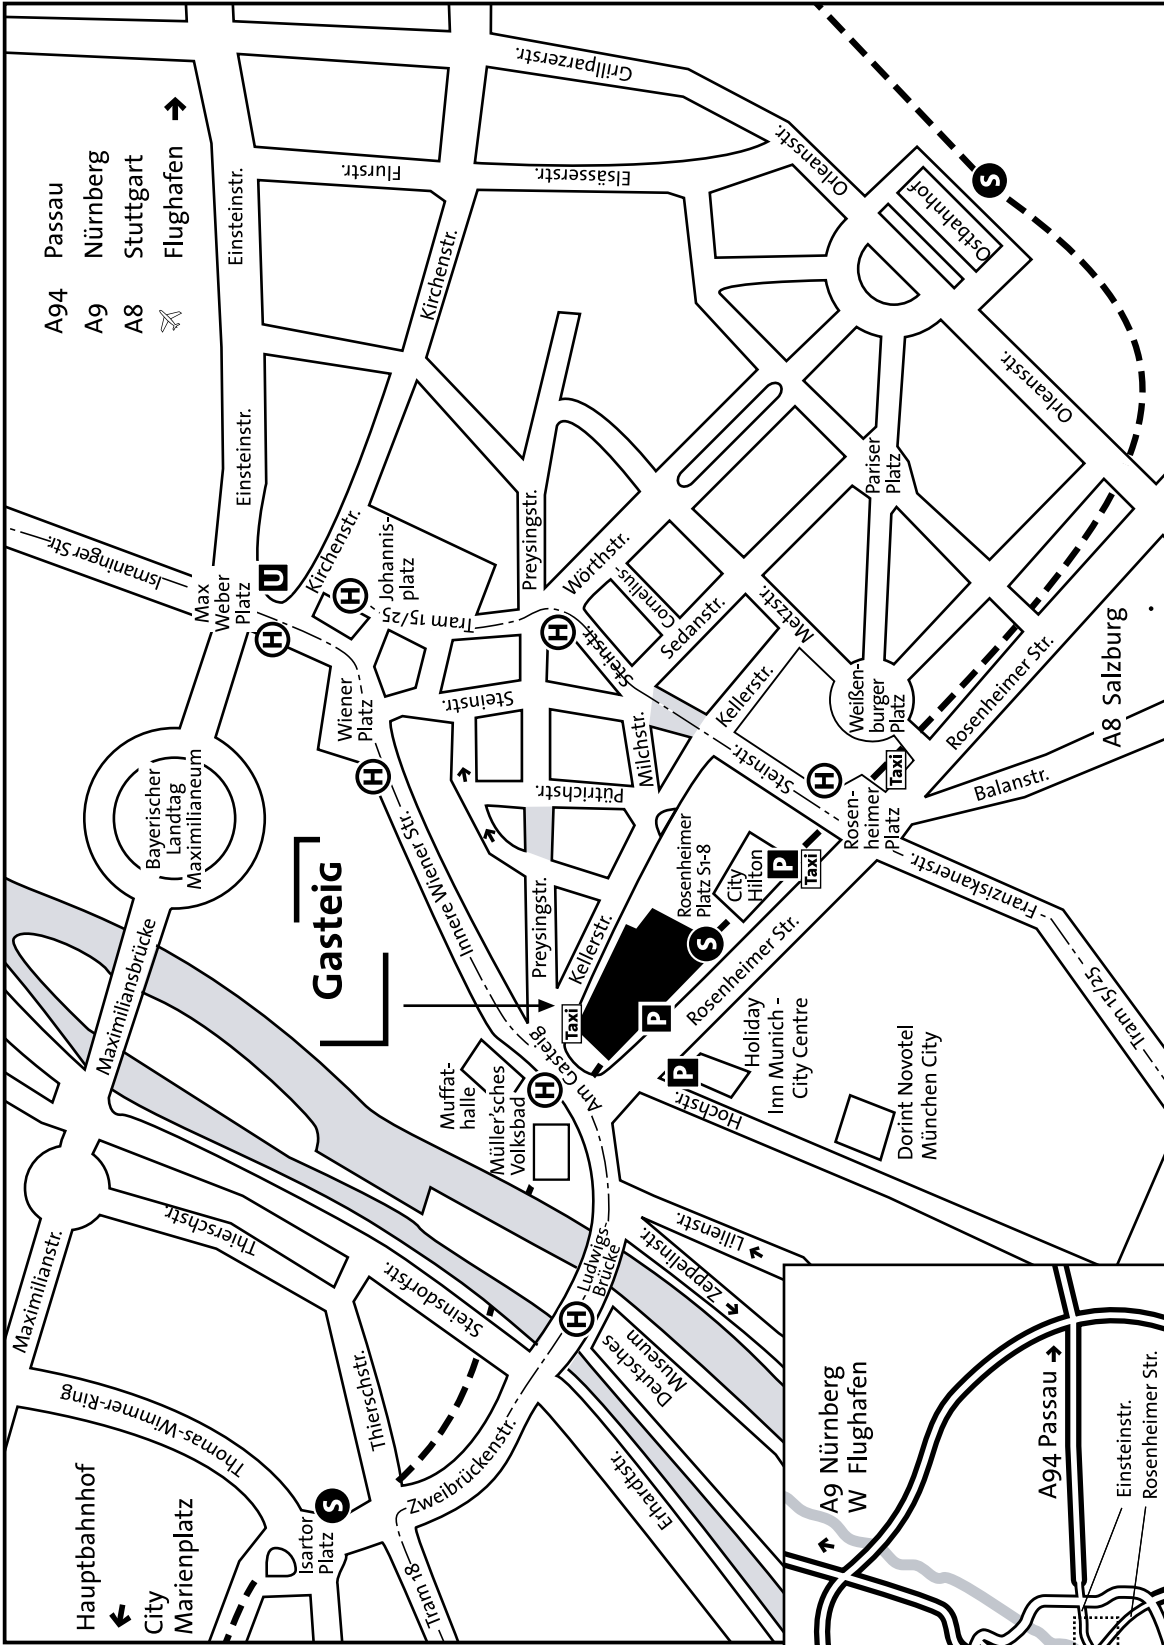 Hauptbahnhof
City
Marienplatz
A94 Passau
A9 Nürnberg
A8 Stuttgart
Flughafen
Maximilianstr.
Thomas-Wimmer-Ring
Isartor
Platz
S
Thierschstr.
Thierschstr.
Steinsdorfstr.
Zweibrückenstr.
Tram 18
Erhardtstr.
Maximiliansbrücke
Bayerischer
Landtag
Maximilianeum
Max
Weber
Platz
Ismaninger Str.
U
H
Einsteinstr.
Einsteinstr.
Flurstr.
Kirchenstr.
Kirchenstr.
Grillparzerstr.
Elsässerstr.
Orleansstr.
Ostbahnhof
S
Orleansstr.
Johannis-
platz
H
Tram 15/25
Wiener
Platz
H
Steinstr.
Preysingstr.
H
Wörthstr.
Cornelius-
Sedanstr.
Steinstr.
Metzstr.
Pariser
Platz
Weißen-
burger
Platz
Kellerstr.
Milchstr.
Pütrichstr.
Innere Wiener Str.
Gasteig
Preysingstr.
Kellerstr.
Steinstr.
H
Rosenheimer
Platz S1-8
S
City
Hilton
P
Taxi
Rosen-
heimer
Platz
Taxi
Rosenheimer Str.
A8 Salzburg
Balanstr.
Franziskanerstr.
Tram 15/25
Rosenheimer Str.
Taxi
P
Am Gasteig
H
Muffat-
halle
Müller'sches
Volksbad
P
Hochstr.
Holiday
Inn Munich -
City Centre
Dorint Novotel
München City
Ludwigs-
Brücke
H
Deutsches
Museum
Zeppelinstr.
Lilienstr.
A9 Nürnberg
W Flughafen
A94 Passau
Einsteinstr.
Rosenheimer Str.